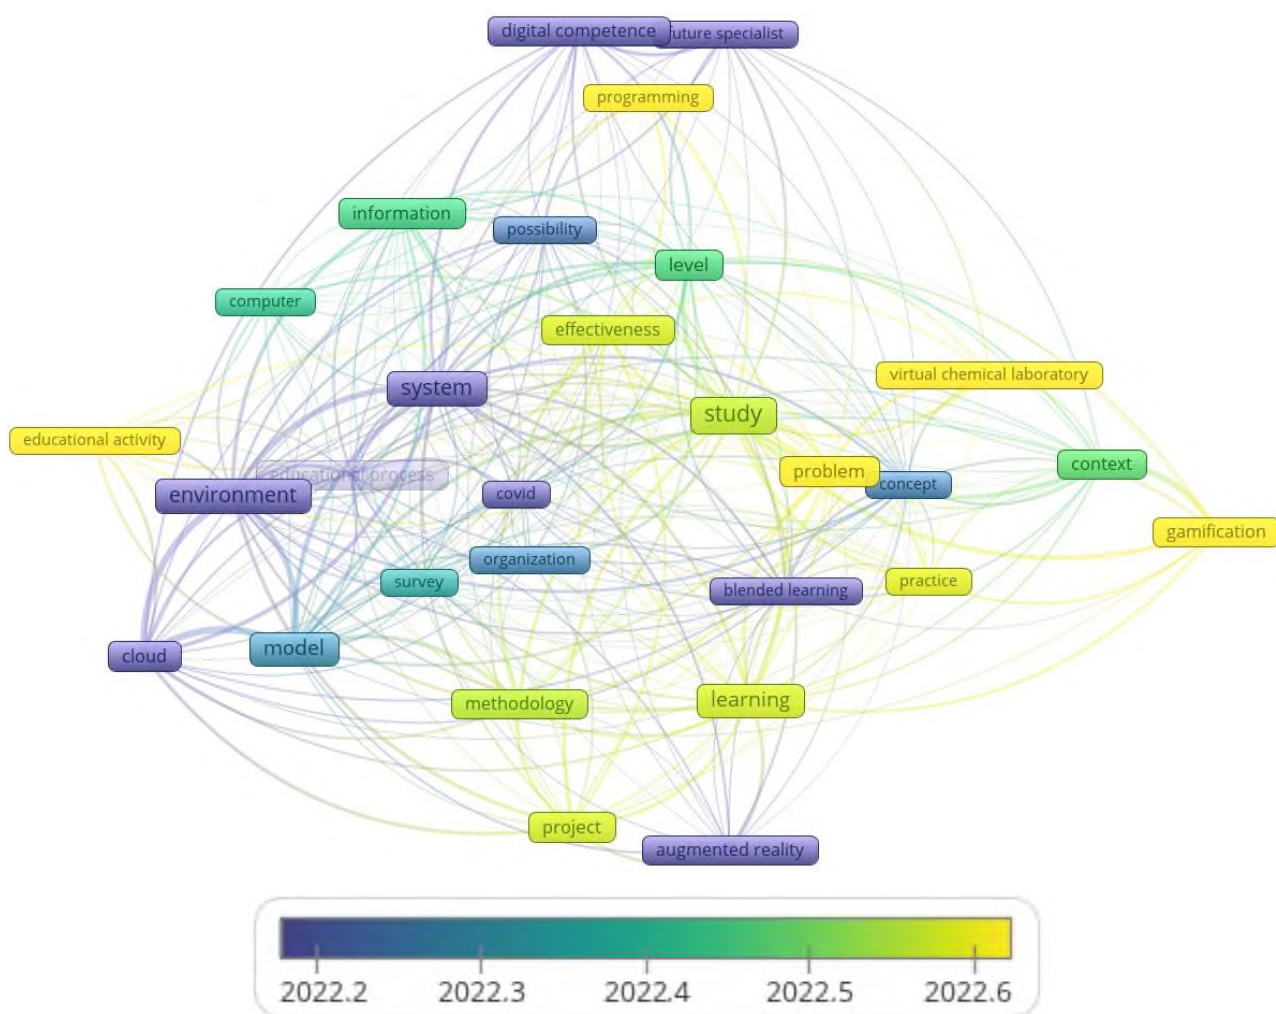 digital competence
future specialist
programming
information
possibility
level
computer
effectiveness
virtual chemical laboratory
system
study
educational activity
educational process
problem
context
concept
environment
covid
gamification
organization
survey
practice
blended learning
model
cloud
learning
methodology
project
augmented reality
2022.2 2022.3 2022.4 2022.5 2022.6